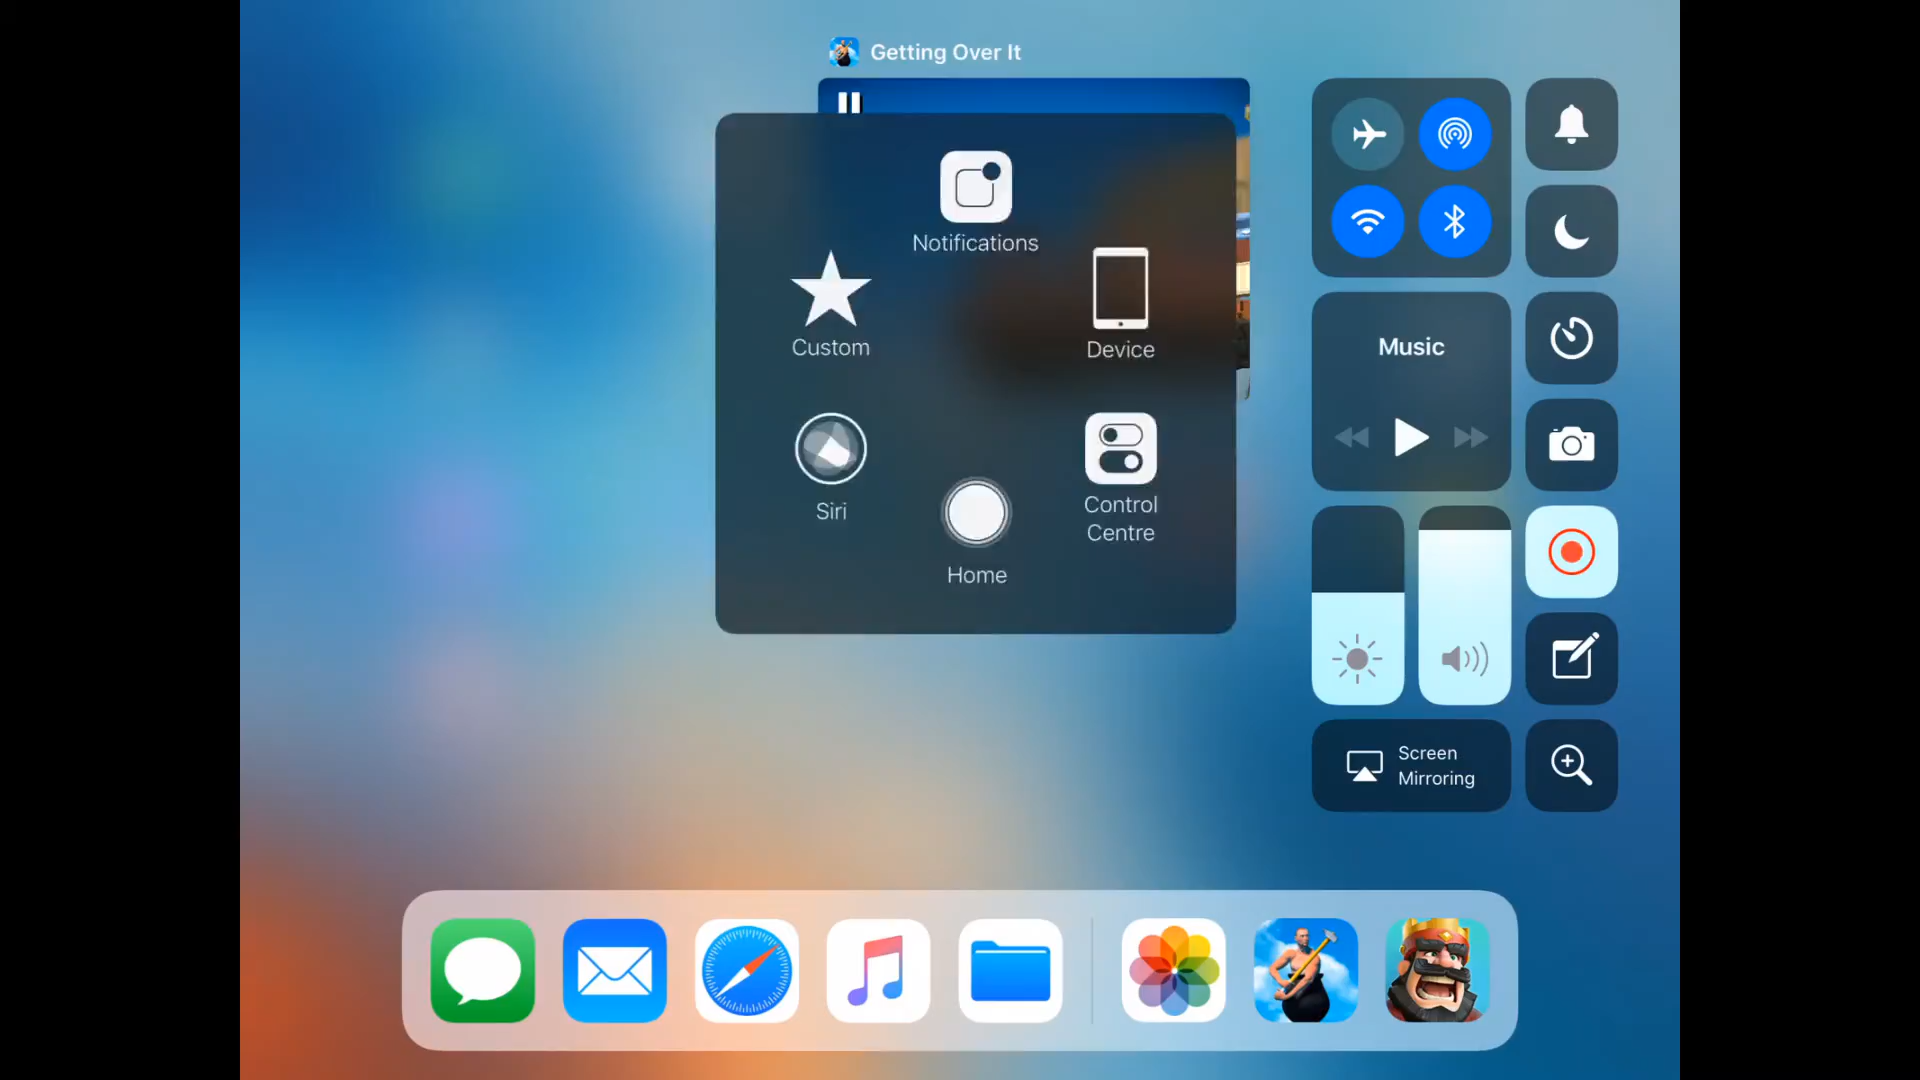 Getting Over It
Notifications
Custom
Device
Siri
Control
Centre
Home
Music
Screen
Mirroring